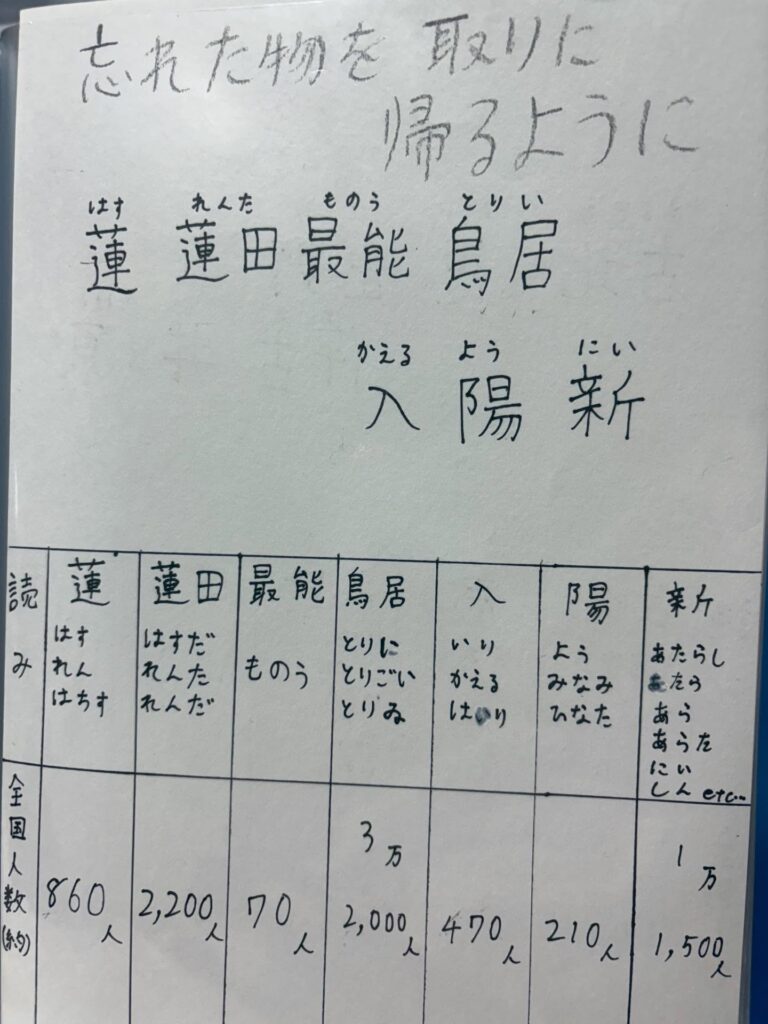 忘れた物を 取りに
帰るように
はす れんた ものう とりい
蓮 蓮田 最能 鳥居
かえる よう にい
入 陽 新
読み 蓮 蓮田 最能 鳥居 入 陽 新
はす はすだ ものう とりに いり よう あたらし
れん れんた とりごい かえる みなみ あたら
はちす れんだ とりゐ はいり ひなた あら
あらた
にい
しん etc…
全国人数(約) 860人 2,200人 70人 3万2,000人 470人 210人 1万1,500人